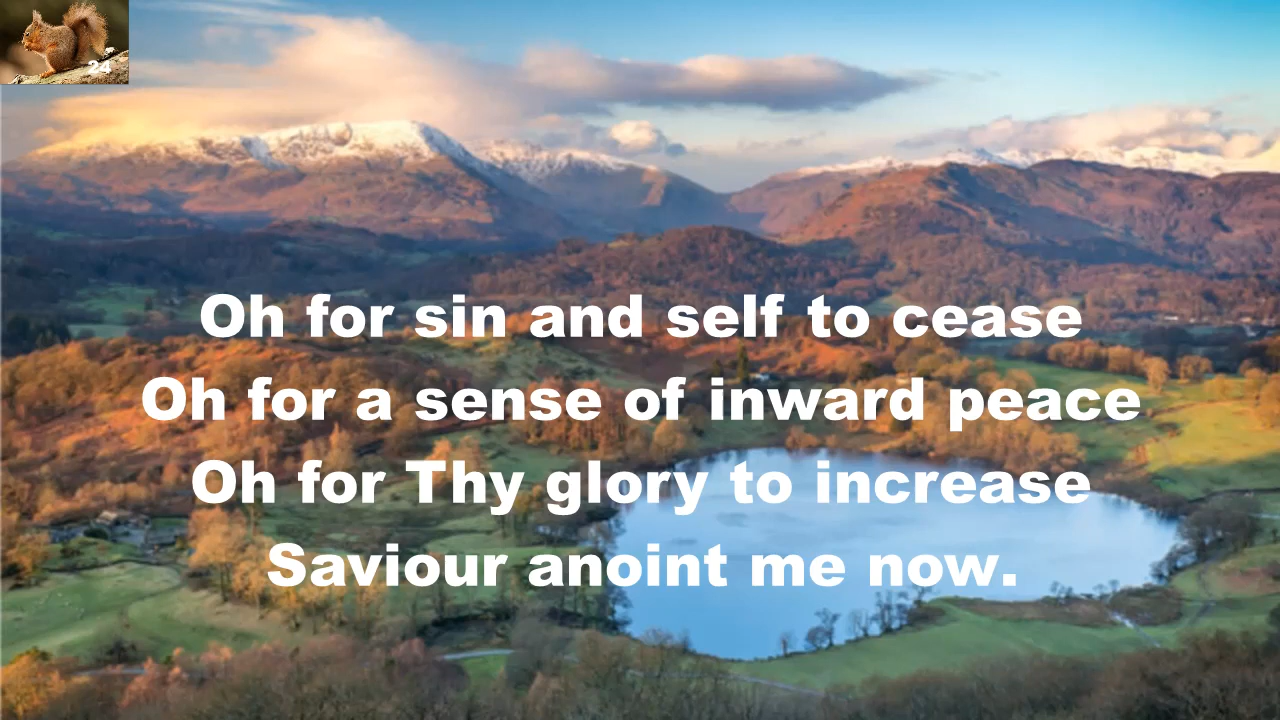 24
Oh for sin and self to cease
Oh for a sense of inward peace
Oh for Thy glory to increase
Saviour anoint me now.